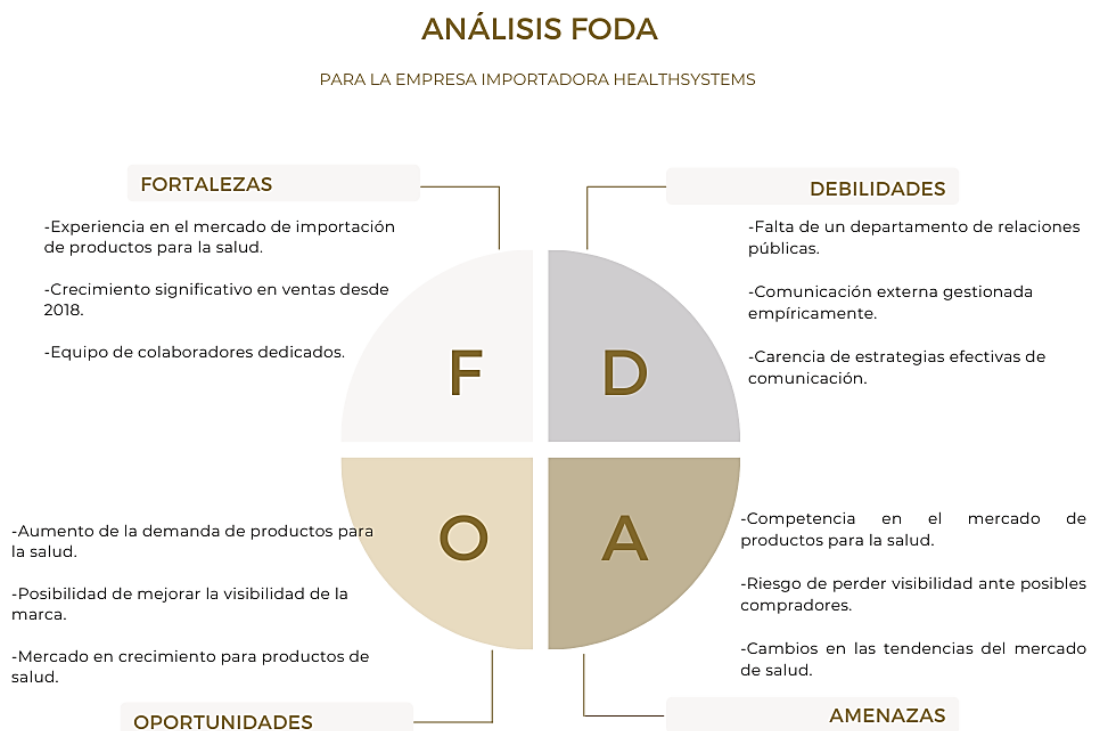 ANÁLISIS FODA
PARA LA EMPRESA IMPORTADORA HEALTHSYSTEMS
FORTALEZAS
-Experiencia en el mercado de importación
de productos para la salud.
-Crecimiento significativo en ventas desde
2018.
-Equipo de colaboradores dedicados.
DEBILIDADES
-Falta de un departamento de relaciones
públicas.
-Comunicación externa gestionada
empíricamente.
-Carencia de estrategias efectivas de
comunicación.
F
D
O
A
-Aumento de la demanda de productos para
la salud.
-Posibilidad de mejorar la visibilidad de la
marca.
-Mercado en crecimiento para productos de
salud.
OPORTUNIDADES
-Competencia en el mercado de
productos para la salud.
-Riesgo de perder visibilidad ante posibles
compradores.
-Cambios en las tendencias del mercado
de salud.
AMENAZAS